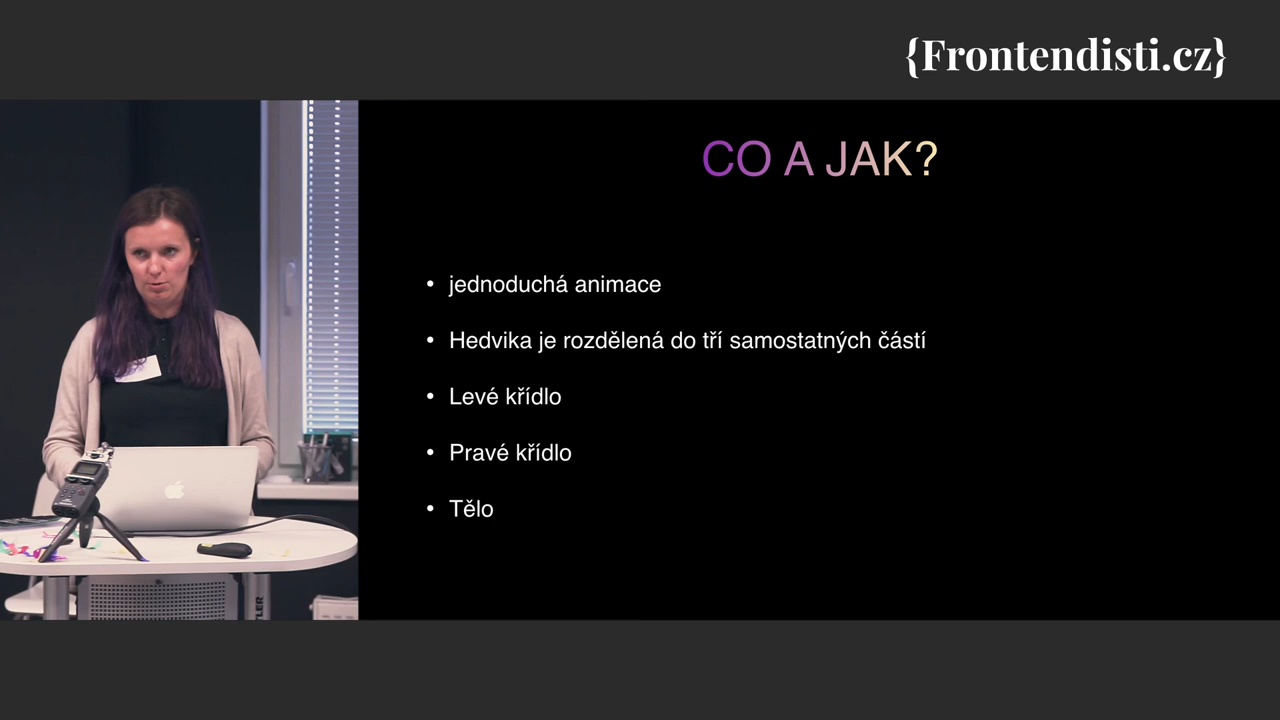 {Frontendisti.cz}
CO A JAK?
• jednoduchá animace
• Hedvika je rozdělená do tří samostatných částí
• Levé křídlo
• Pravé křídlo
• Tělo